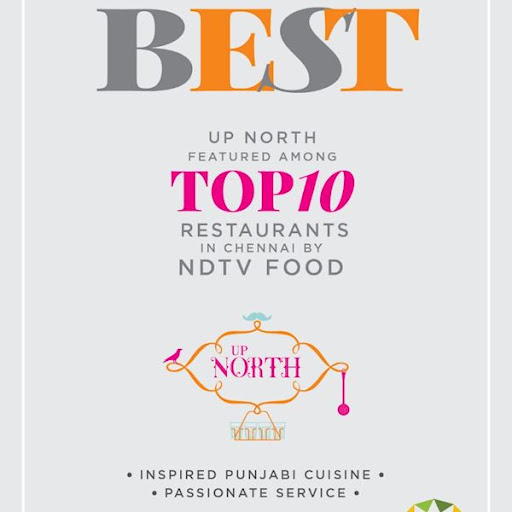 BEST
UP NORTH
FEATURED AMONG
TOP10
RESTAURANTS
IN CHENNAI BY
NDTV FOOD
UP
NORTH
• INSPIRED PUNJABI CUISINE •
• PASSIONATE SERVICE •